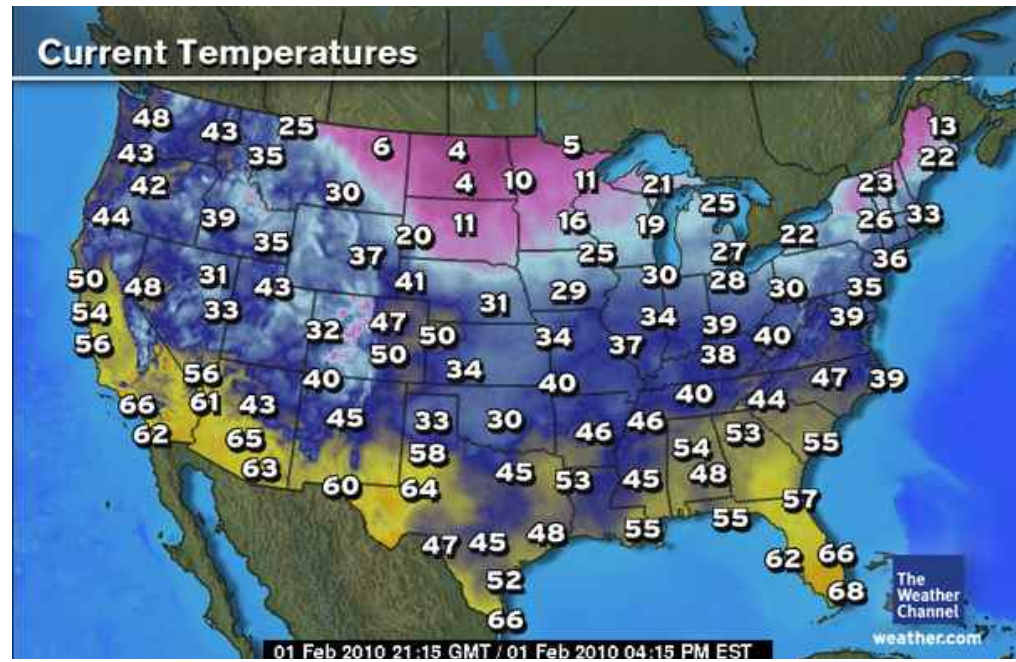 Current Temperatures
48 43 25 6 4 5 13
43 35 22
42 30 4 10 11 21 23
44 39 11 16 19 25 26 33
35 37 20 25 27 22 36
50 48 31 43 41 31 29 30 28 30 35
54 33 32 47 50 34 34 39 40 39
56 50 34 37 38
56 40 40 40 47 39
66 61 43 45 33 30 46 46 44
62 65 58 54 53 55
63 60 64 45 53 45 48
57
47 45 48 55 55
52 62 66
66 68
The
Weather
Channel
weather.com
01 Feb 2010 21:15 GMT / 01 Feb 2010 04:15 PM EST